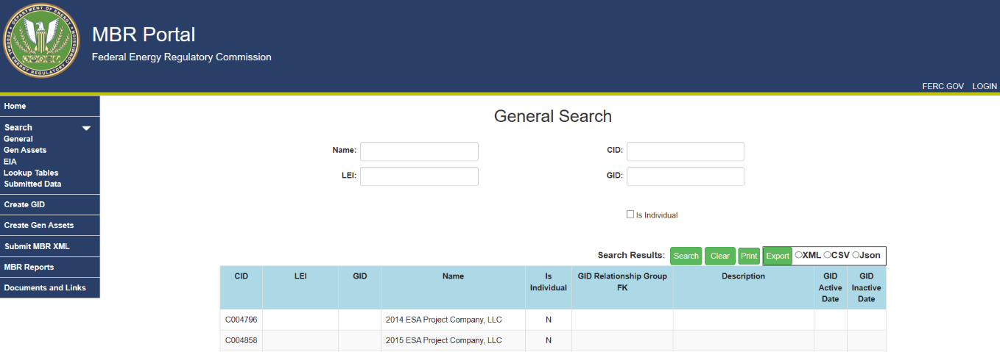 DEPARTMENT OF ENERGY
FEDERAL ENERGY REGULATORY COMMISSION
MBR Portal
Federal Energy Regulatory Commission
FERC.GOV LOGIN
Home
Search
General
Gen Assets
EIA
Lookup Tables
Submitted Data
Create GID
Create Gen Assets
Submit MBR XML
MBR Reports
Documents and Links
General Search
Name: CID:
LEI: GID:
Is Individual
Search Results: Search Clear Print Export XML CSV Json
CID LEI GID Name Is Individual GID Relationship Group FK Description GID Active Date GID Inactive Date
C004796 2014 ESA Project Company, LLC N
C004858 2015 ESA Project Company, LLC N